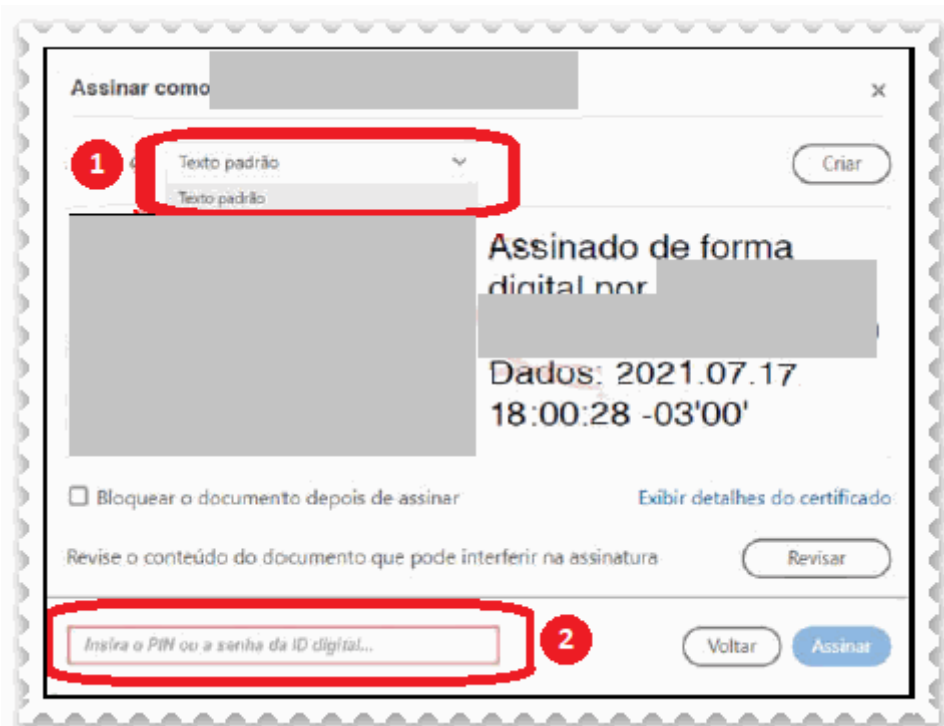 Assinar como
1
Texto padrão
Criar
Texto padrão
Assinado de forma
digital por
Dados: 2021.07.17
18:00:28 -03'00'
Bloquear o documento depois de assinar
Exibir detalhes do certificado
Revise o conteúdo do documento que pode interferir na assinatura
Revisar
Insira o PIN ou a senha da ID digital...
2
Voltar
Assinar